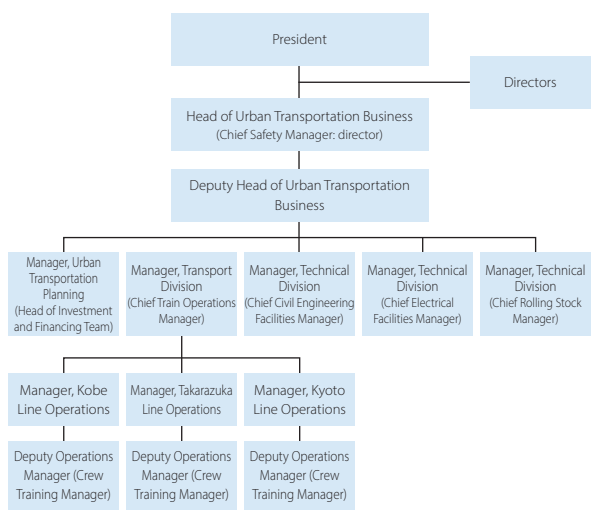 President
Directors
Head of Urban Transportation Business
(Chief Safety Manager: director)
Deputy Head of Urban Transportation
Business
Manager, Urban
Transportation
Planning
(Head of Investment
and Financing Team)
Manager, Transport
Division
(Chief Train Operations
Manager)
Manager, Technical
Division
(Chief Civil Engineering
Facilities Manager)
Manager, Technical
Division
(Chief Electrical
Facilities Manager)
Manager, Technical
Division
(Chief Rolling Stock
Manager)
Manager, Kobe
Line Operations
Manager, Takarazuka
Line Operations
Manager, Kyoto
Line Operations
Deputy Operations
Manager (Crew
Training Manager)
Deputy Operations
Manager (Crew
Training Manager)
Deputy Operations
Manager (Crew
Training Manager)